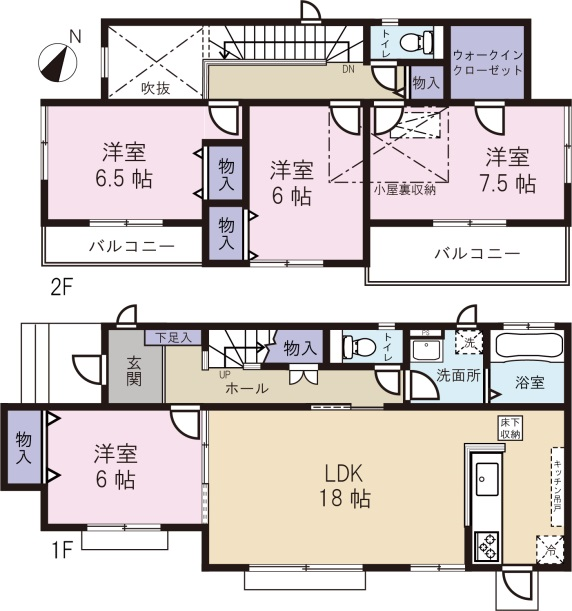 N
トイレ
ウォークイン
クローゼット
吹抜
DN
物入
洋室
6.5 帖
物入
洋室
6 帖
物入
洋室
7.5 帖
小屋裏収納
バルコニー
バルコニー
2F
下足入
玄関
UP
ホール
物入
トイレ
PS
洗
洗面所
浴室
物入
洋室
6 帖
LDK
18 帖
床下
収納
キッチン吊戸
冷
1F